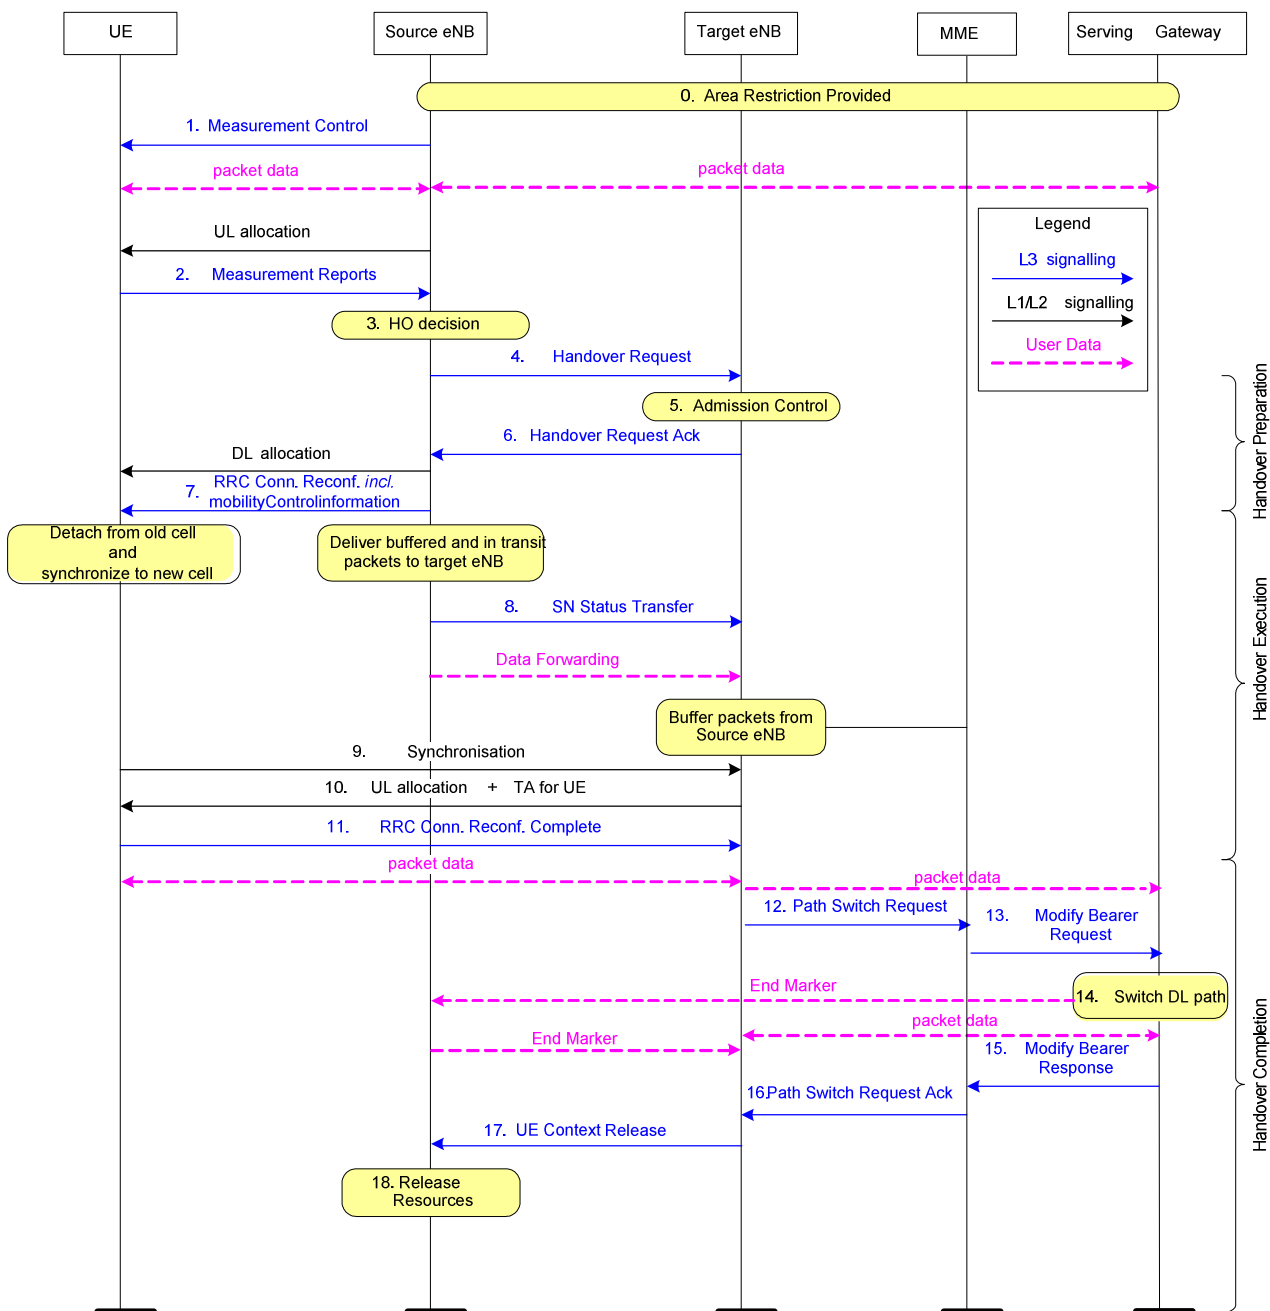 UE
Source eNB
Target eNB
MME
Serving Gateway
0. Area Restriction Provided
1. Measurement Control
packet data
packet data
Legend
UL allocation
L3 signalling
2. Measurement Reports
L1/L2 signalling
3. HO decision
User Data
4. Handover Request
5. Admission Control
6. Handover Request Ack
Handover Preparation
DL allocation
7. RRC Conn. Reconf. incl.
mobilityControlinformation
Detach from old cell
and
synchronize to new cell
Deliver buffered and in transit
packets to target eNB
8. SN Status Transfer
Data Forwarding
Handover Execution
Buffer packets from
Source eNB
9. Synchronisation
10. UL allocation + TA for UE
11. RRC Conn. Reconf. Complete
packet data
packet data
12. Path Switch Request
13. Modify Bearer
Request
End Marker
14. Switch DL path
packet data
End Marker
15. Modify Bearer
Response
16.Path Switch Request Ack
Handover Completion
17. UE Context Release
18. Release
Resources